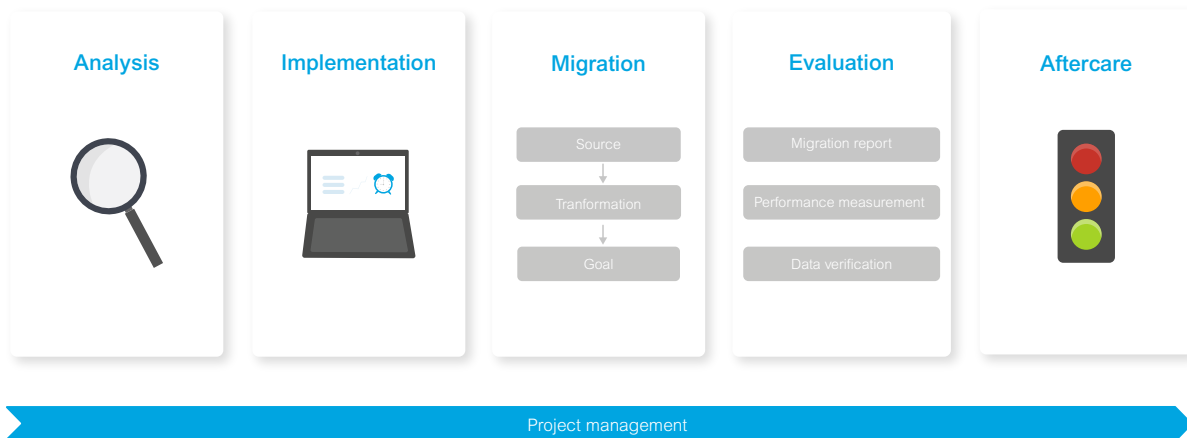 Analysis
Implementation
Migration
Source
Tranformation
Goal
Evaluation
Migration report
Performance measurement
Data verification
Aftercare
Project management